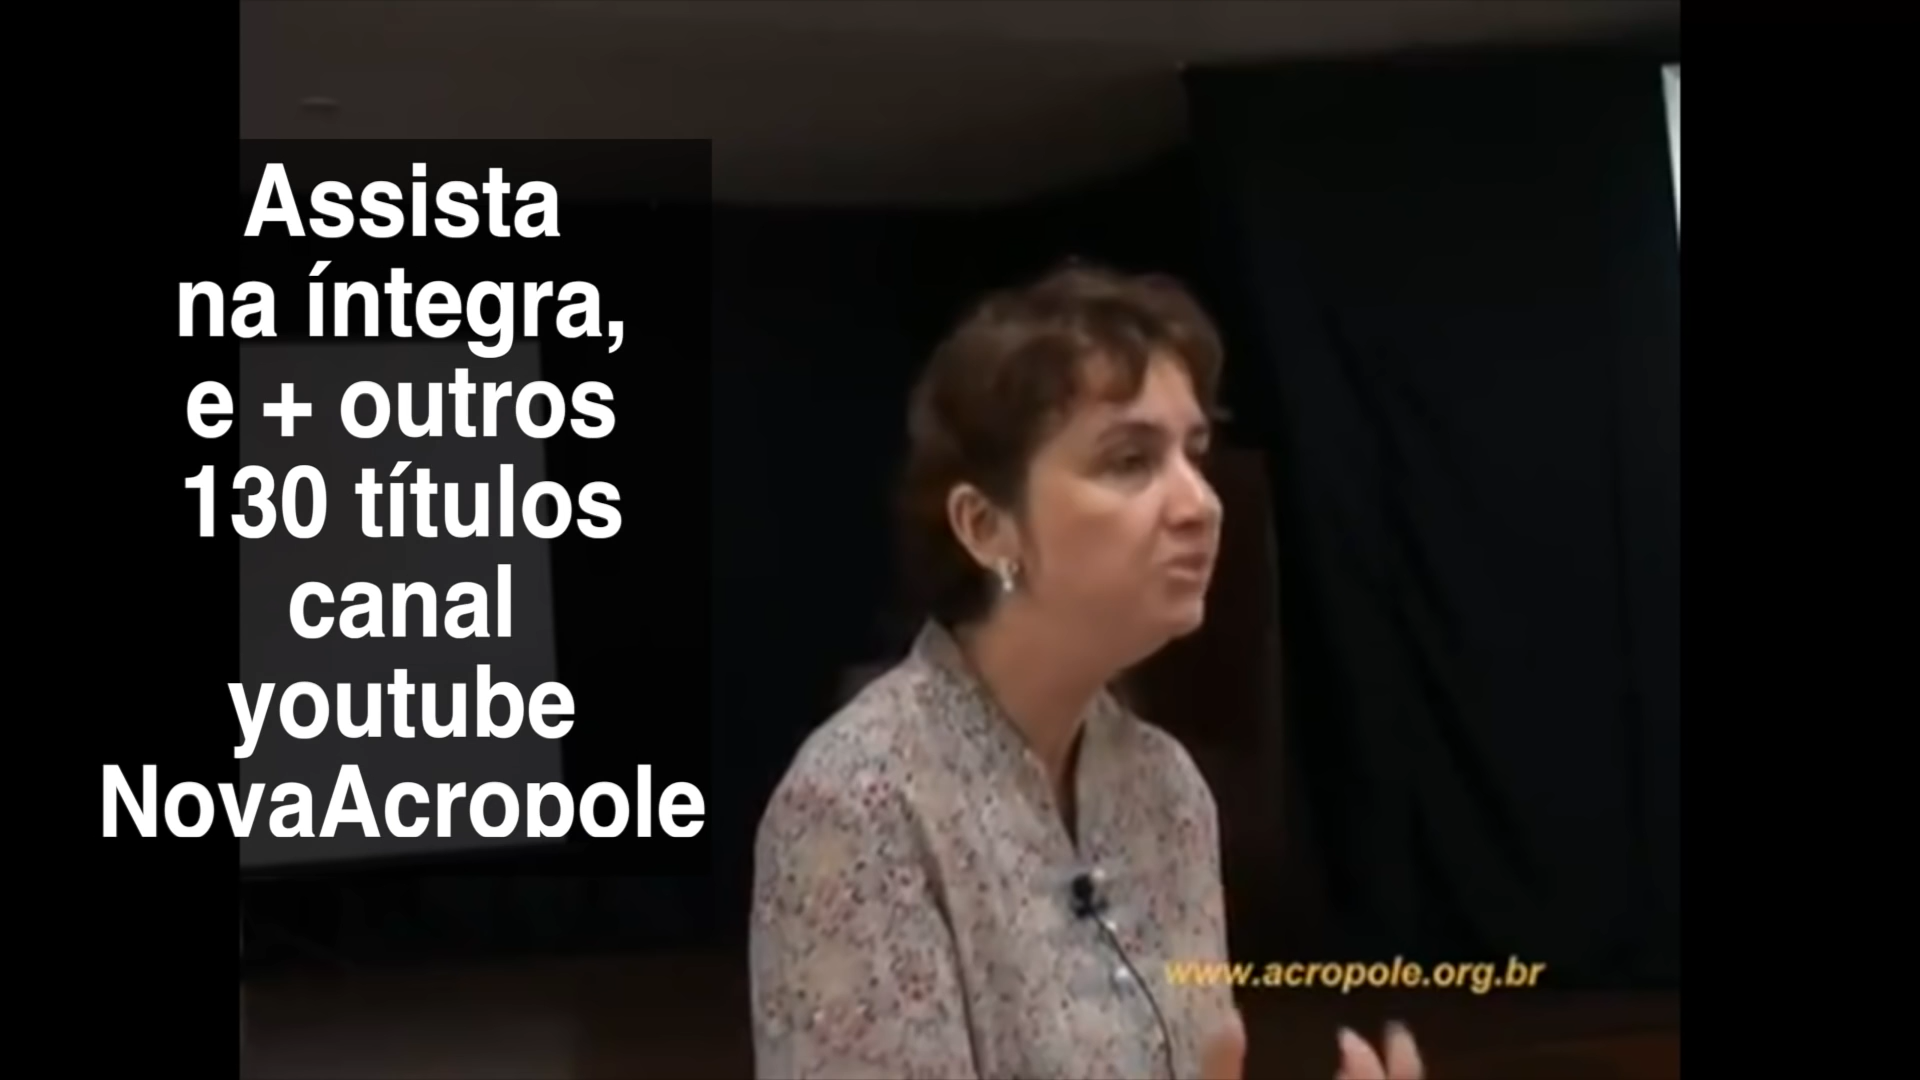 Assista
na íntegra,
e + outros
130 títulos
canal
youtube
NovaAcropole
www.acropole.org.br